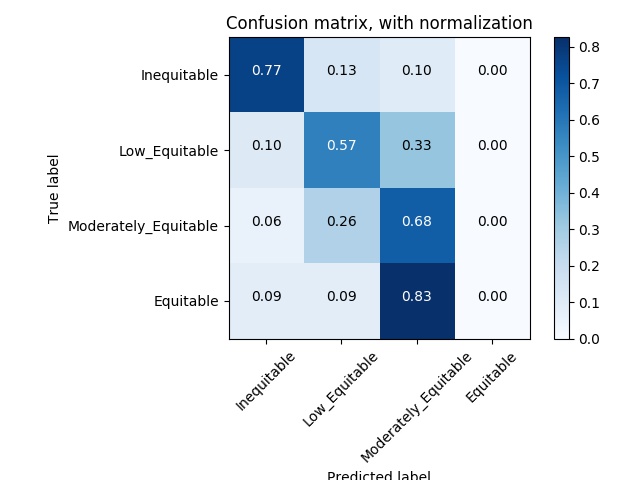 Confusion matrix, with normalization
Inequitable 0.77 0.13 0.10 0.00
Low_Equitable 0.10 0.57 0.33 0.00
Moderately_Equitable 0.06 0.26 0.68 0.00
Equitable 0.09 0.09 0.83 0.00
True label
Inequitable
Low_Equitable
Moderately_Equitable
Equitable
Predicted label
0.8
0.7
0.6
0.5
0.4
0.3
0.2
0.1
0.0